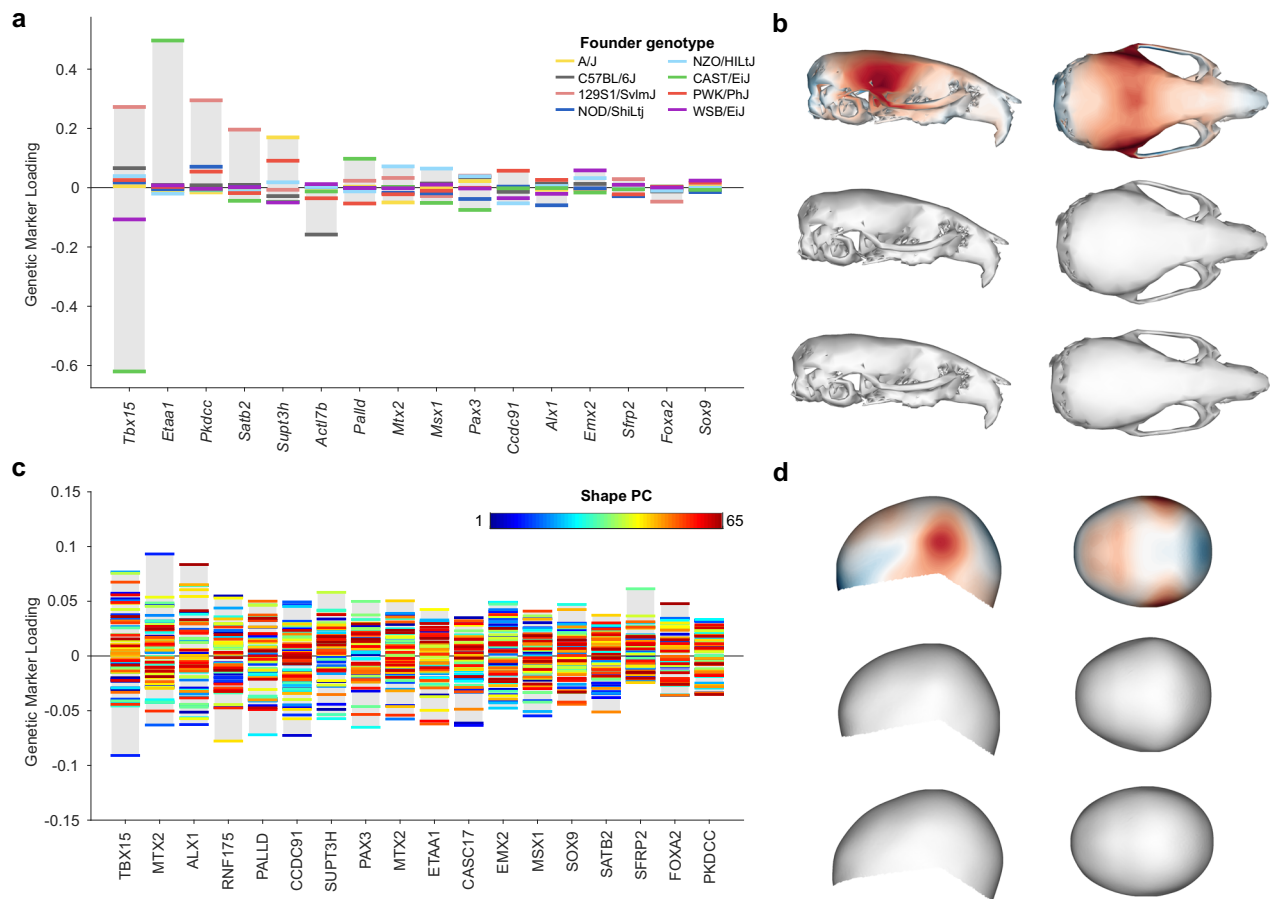 a
b
Founder genotype
A/J
NZO/HILtJ
C57BL/6J
CAST/EiJ
129S1/SvlmJ
PWK/PhJ
NOD/ShiLtj
WSB/EiJ
Genetic Marker Loading
0.4
0.2
0
-0.2
-0.4
-0.6
Tbx15
Etaa1
Pkdcc
Satb2
Supt3h
Actl7b
Palld
Mtx2
Msx1
Pax3
Ccdc91
Alx1
Emx2
Sfrp2
Foxa2
Sox9
c
d
Shape PC
1
65
Genetic Marker Loading
0.15
0.1
0.05
0
-0.05
-0.1
-0.15
TBX15
MTX2
ALX1
RNF175
PALLD
CCDC91
SUPT3H
PAX3
MTX2
ETAA1
CASC17
EMX2
MSX1
SOX9
SATB2
SFRP2
FOXA2
PKDCC